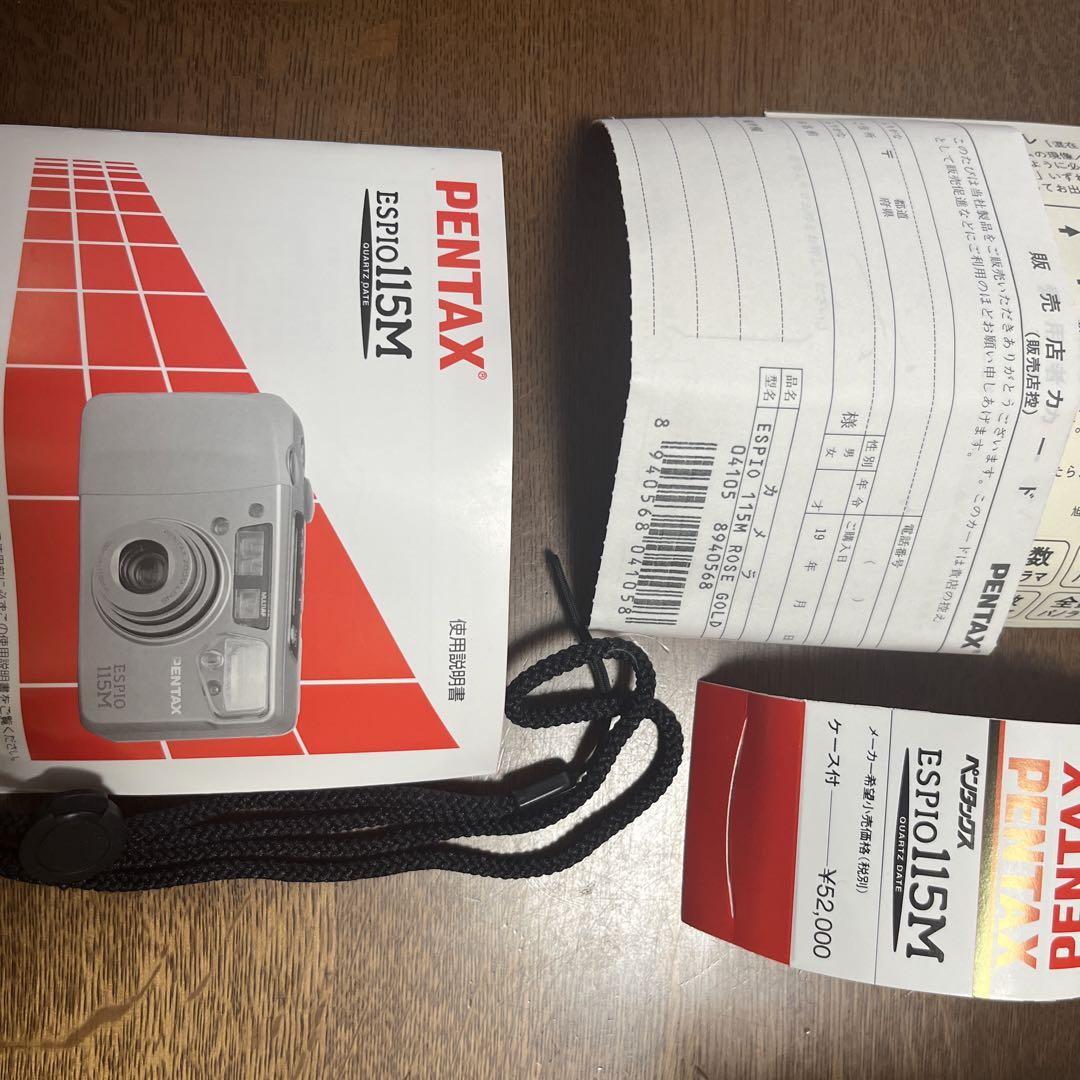 PENTAX®
ESPIO 115M
QUARTZ DATE
使用説明書
PENTAX
ESPIO
115M
販売店カード
(販売店控)
このたびは当社製品をご販売いただきありがとうございます。このカードは貴店の控え
として販売促進などにご利用のほどお願い申しあげます。
PENTAX
〒
都道
府県
電話番号
( )
様
性別
男
女
年令
才
ご購入日
19 年 月 日
品名
カメラ
型名
ESPIO 115M ROSE GOLD
04105 8940568
8 940568 041058
数
全
PENTAX
PENTAX
ペンタックス
ESPIO 115M
QUARTZ DATE
メーカー希望小売価格(税別)
ケース付 ¥52,000